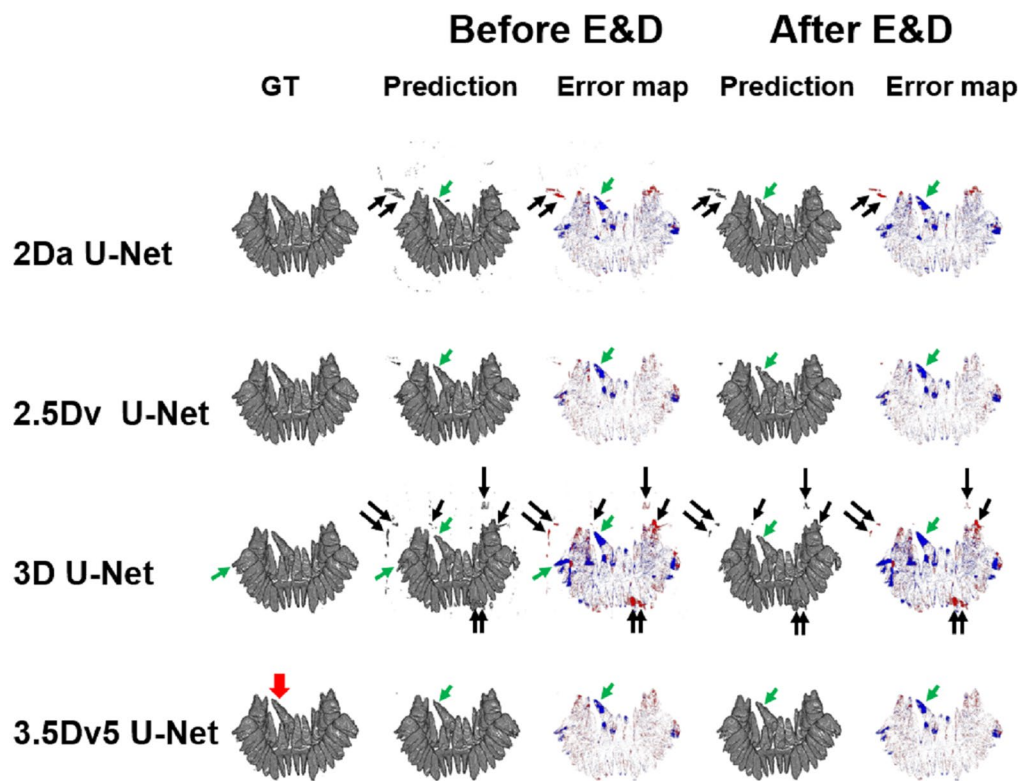 Before E&D After E&D
GT Prediction Error map Prediction Error map
2Da U-Net
2.5Dv U-Net
3D U-Net
3.5Dv5 U-Net